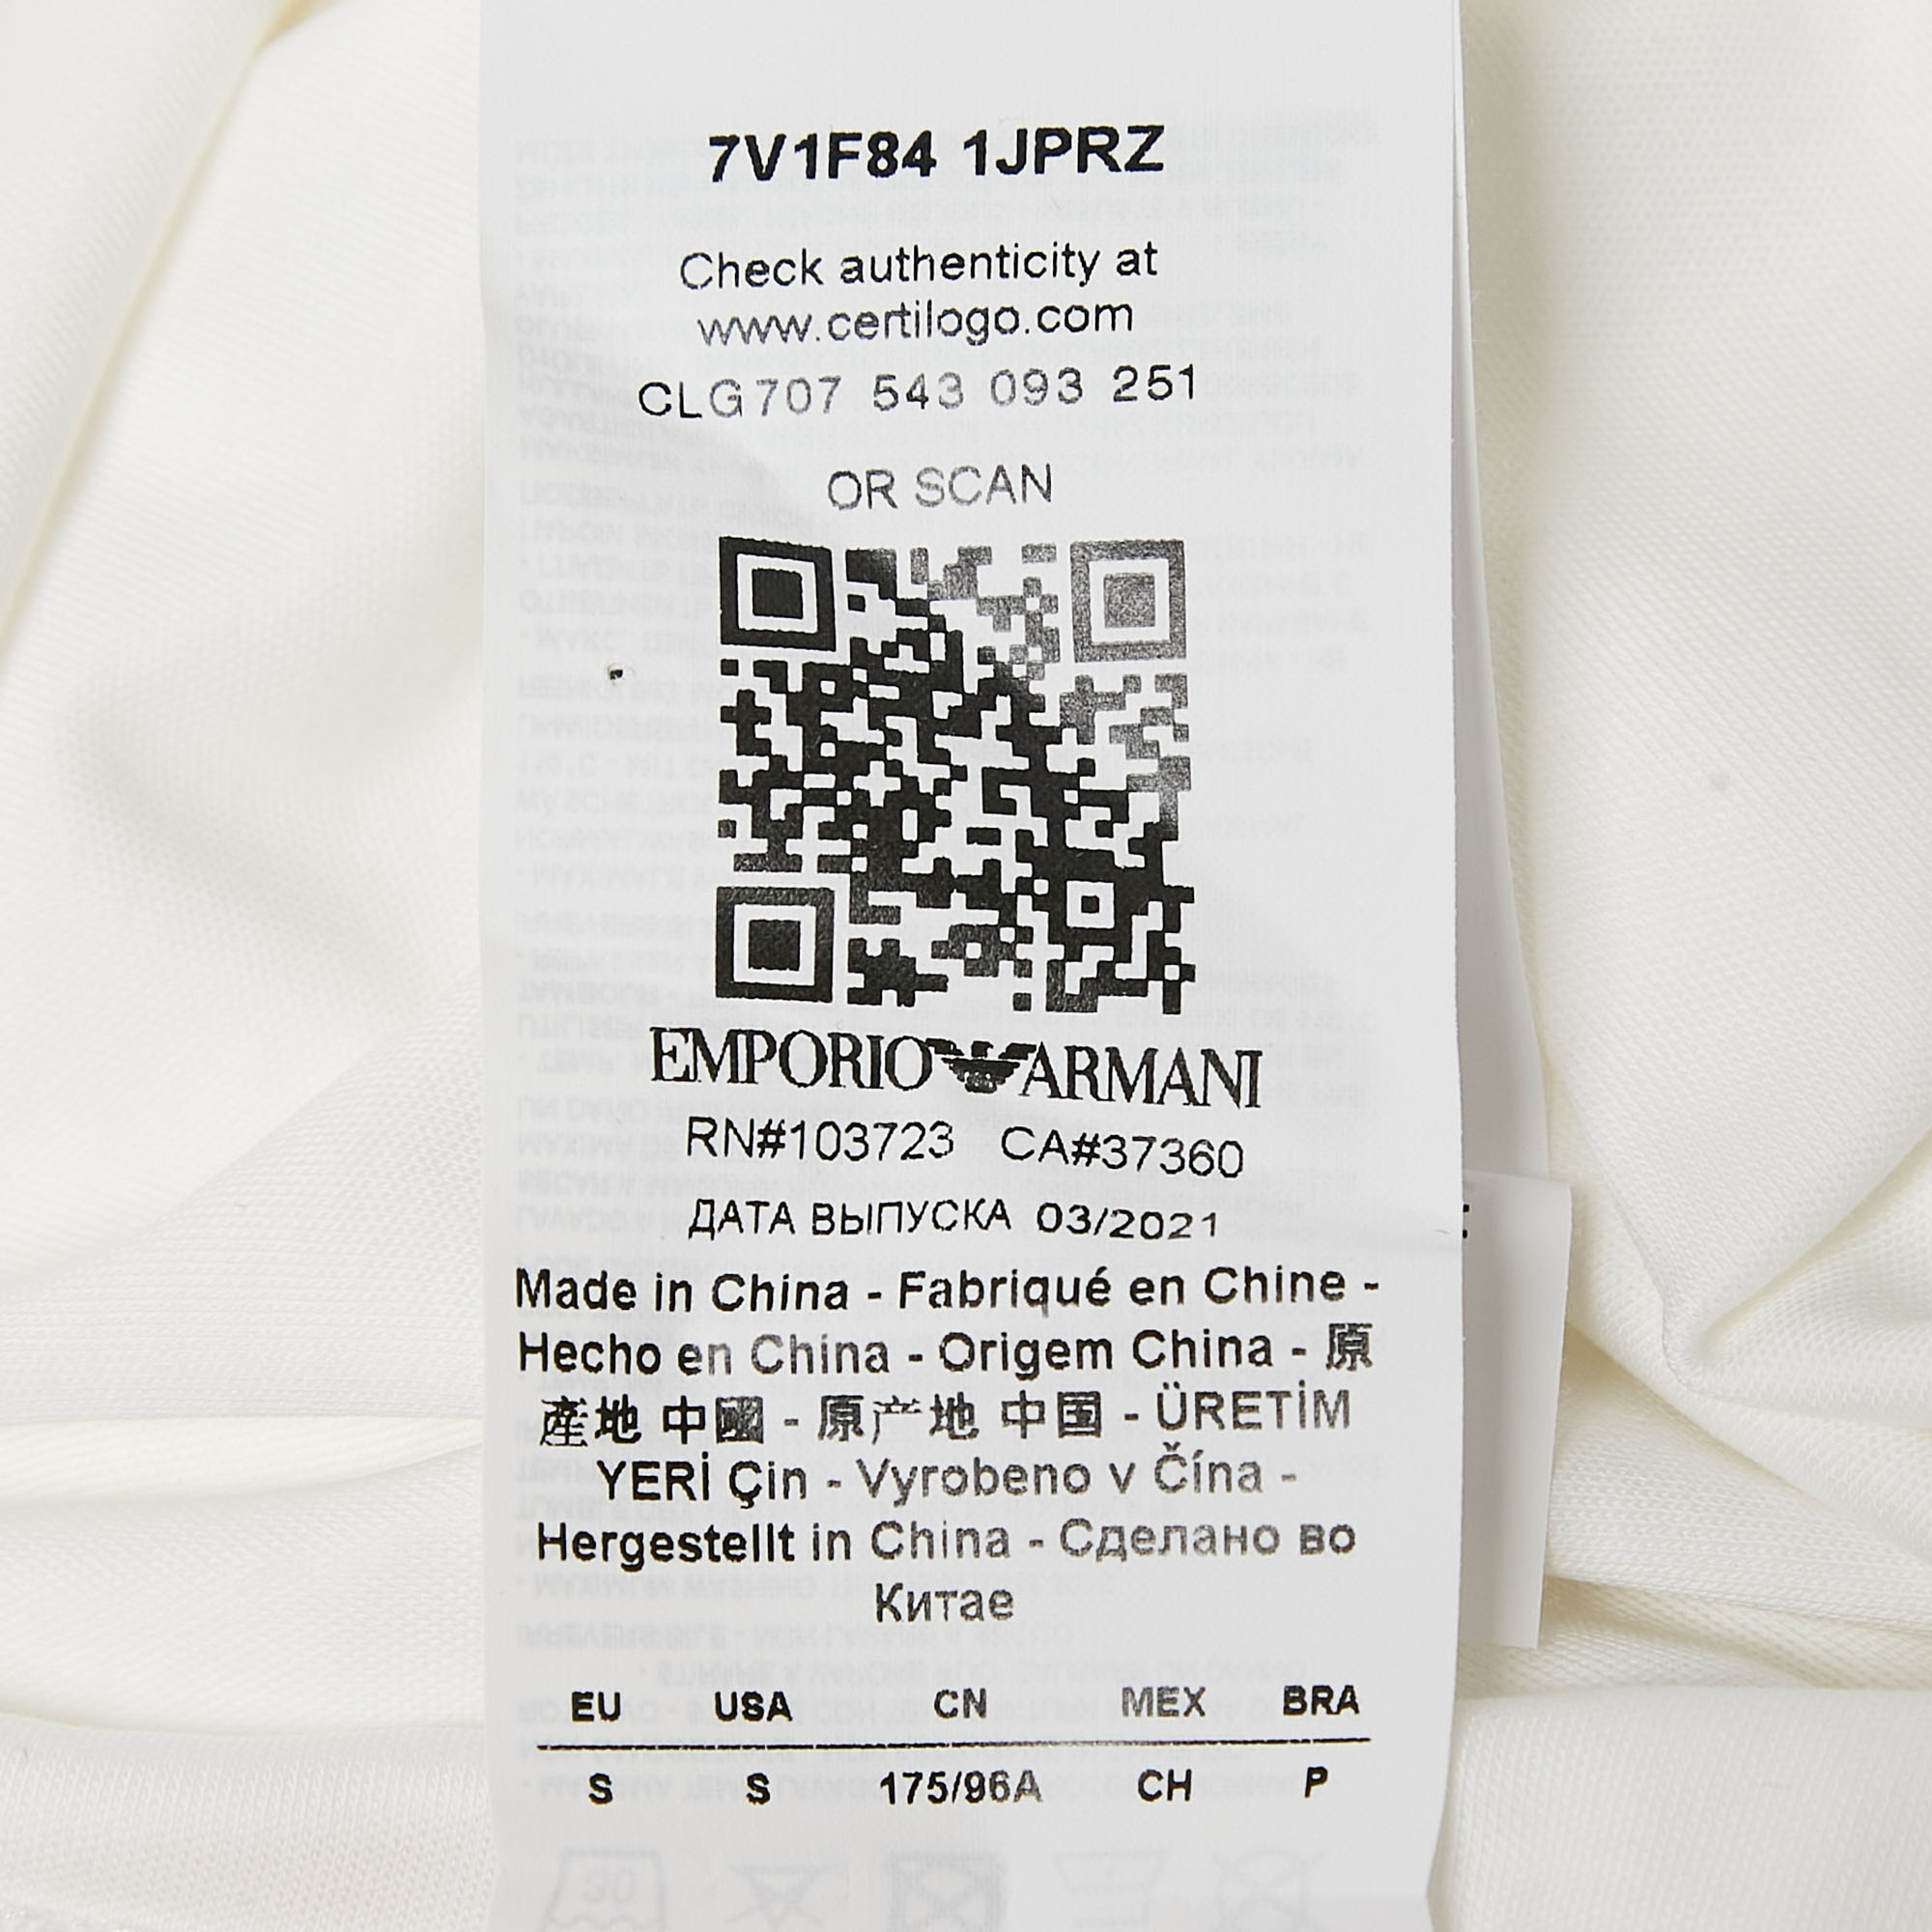 7V1F84 1JPRZ
Check authenticity at
www.certilogo.com
CLG707 543 093 251
OR SCAN
EMPORIO ARMANI
RN#103723 CA#37360
ДАТА ВЫПУСКА 03/2021
Made in China - Fabriqué en Chine -
Hecho en China - Origem China - 原
產地 中國 - 原产地 中国 - ÜRETİM
YERİ Çin - Vyrobeno v Čína -
Hergestellt in China - Сделано во
Китае
EU USA CN MEX BRA
S S 175/96A CH P